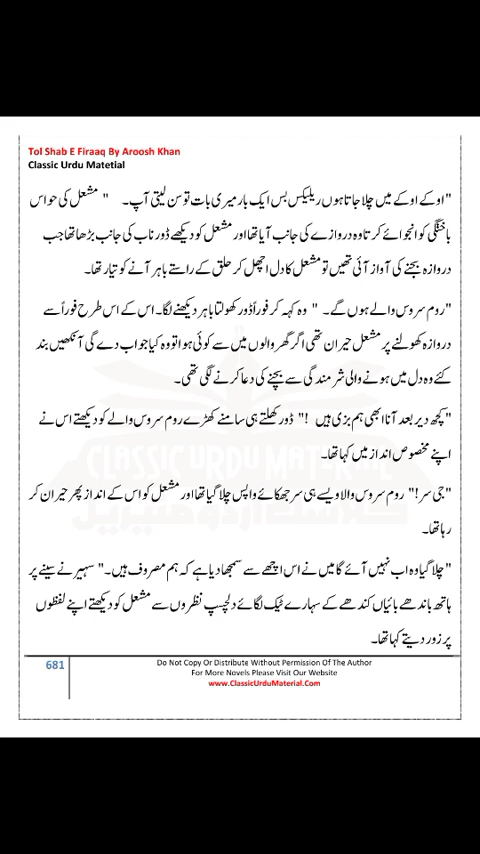 Tol Shab E Firaaq By Aroosh Khan
Classic Urdu Matetial
"اوکے اوکے میں چلا جاتا ہوں ریلیکس بس ایک بار میری بات تو سن لیتی آپ۔ " مشعل کی حواس
باختگی کو انجوائے کرتا وہ دروازے کی جانب آیا تھا اور مشعل کو دیکھے ڈور ناب کی جانب بڑھا تھا جب
دروازہ بجنے کی آواز آئی تھیں تو مشعل کا دل اچھل کر حلق کے راستے باہر آنے کو تیار تھا۔
"روم سروس والے ہوں گے۔ " وہ کہہ کر فوراً ڈور کھولتا باہر دیکھنے لگا۔ اس کے اس طرح فوراً سے
دروازہ کھولنے پر مشعل حیران تھی اگر گھر والوں میں سے کوئی ہوا تو وہ کیا جواب دے گی آنکھیں بند
کئے وہ دل میں ہونے والی شرمندگی سے بچنے کی دعا کرنے لگی تھی۔
"کچھ دیر بعد آنا ابھی ہم بزی ہیں !" ڈور کھلتے ہی سامنے کھڑے روم سروس والے کو دیکھتے اس نے
اپنے مخصوص انداز میں کہا تھا۔
"جی سر!" روم سروس والا ویسے ہی سر جھکائے واپس چلا گیا تھا اور مشعل کو اس کے انداز پھر حیران کر
رہا تھا۔
"چلا گیا وہ اب نہیں آئے گا میں نے اس اچھے سے سمجھا دیا ہے کہ ہم مصروف ہیں۔" سہیر نے سینے پر
ہاتھ باندھے بائیاں کندھے کے سہارے ٹیک لگائے دلچسپ نظروں سے مشعل کو دیکھتے اپنے لفظوں
پر زور دیتے کہا تھا۔
CLASSIC URDU MATERIAL
کلاسک اردو میٹیریل
681
Do Not Copy Or Distribute Without Permission Of The Author
For More Novels Please Visit Our Website
www.ClassicUrduMaterial.Com